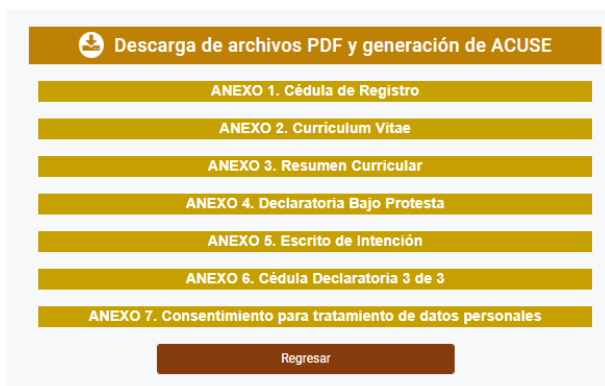 Descarga de archivos PDF y generación de ACUSE
ANEXO 1. Cédula de Registro
ANEXO 2. Currículum Vitae
ANEXO 3. Resumen Curricular
ANEXO 4. Declaratoria Bajo Protesta
ANEXO 5. Escrito de Intención
ANEXO 6. Cédula Declaratoria 3 de 3
ANEXO 7. Consentimiento para tratamiento de datos personales
Regresar